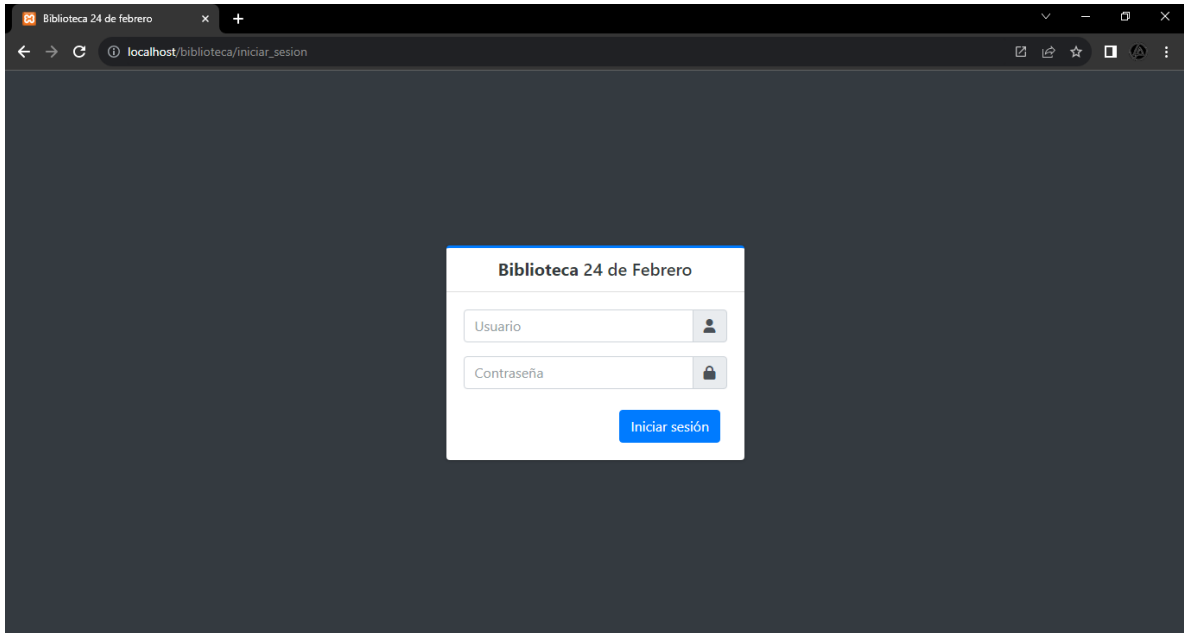 Biblioteca 24 de febrero
localhost/biblioteca/iniciar_sesion
Biblioteca 24 de Febrero
Usuario
Contraseña
Iniciar sesión